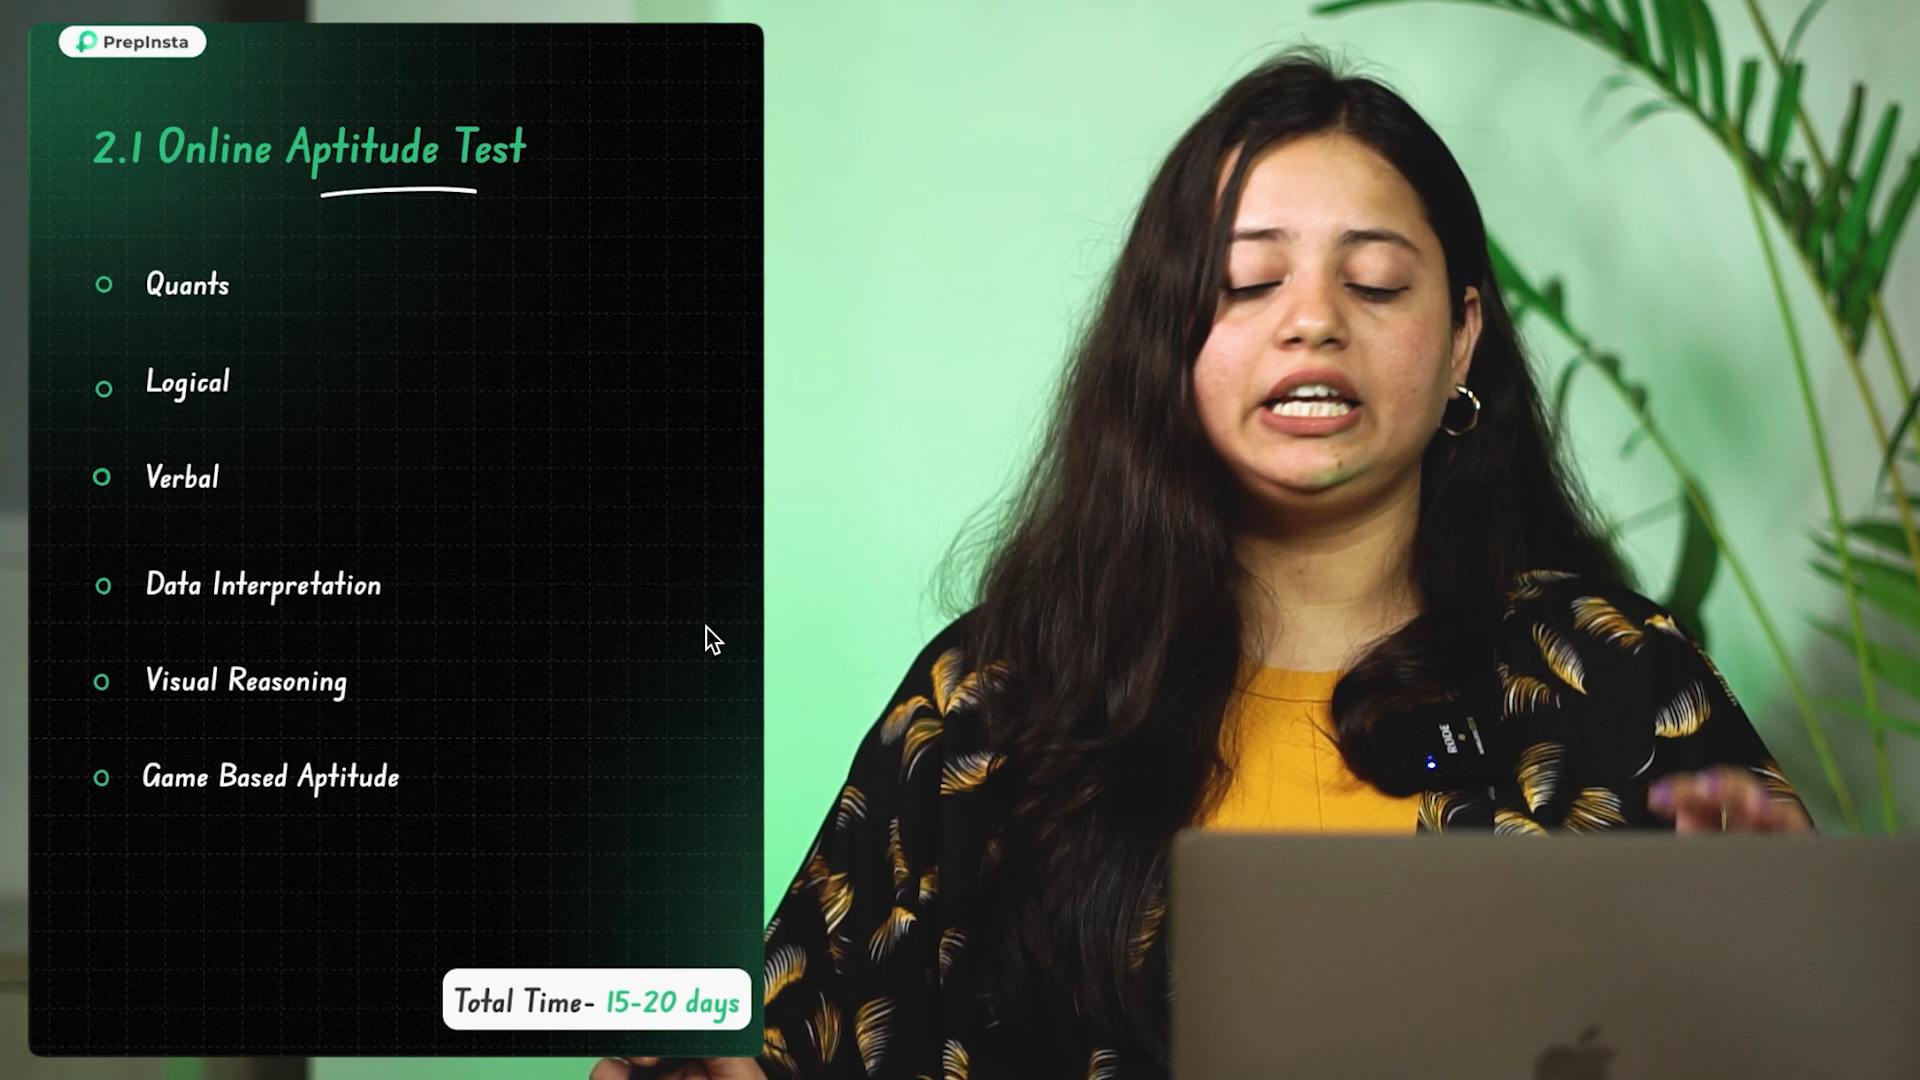 PrepInsta
2.1 Online Aptitude Test
Quants
Logical
Verbal
Data Interpretation
Visual Reasoning
Game Based Aptitude
Total Time- 15-20 days
RODE